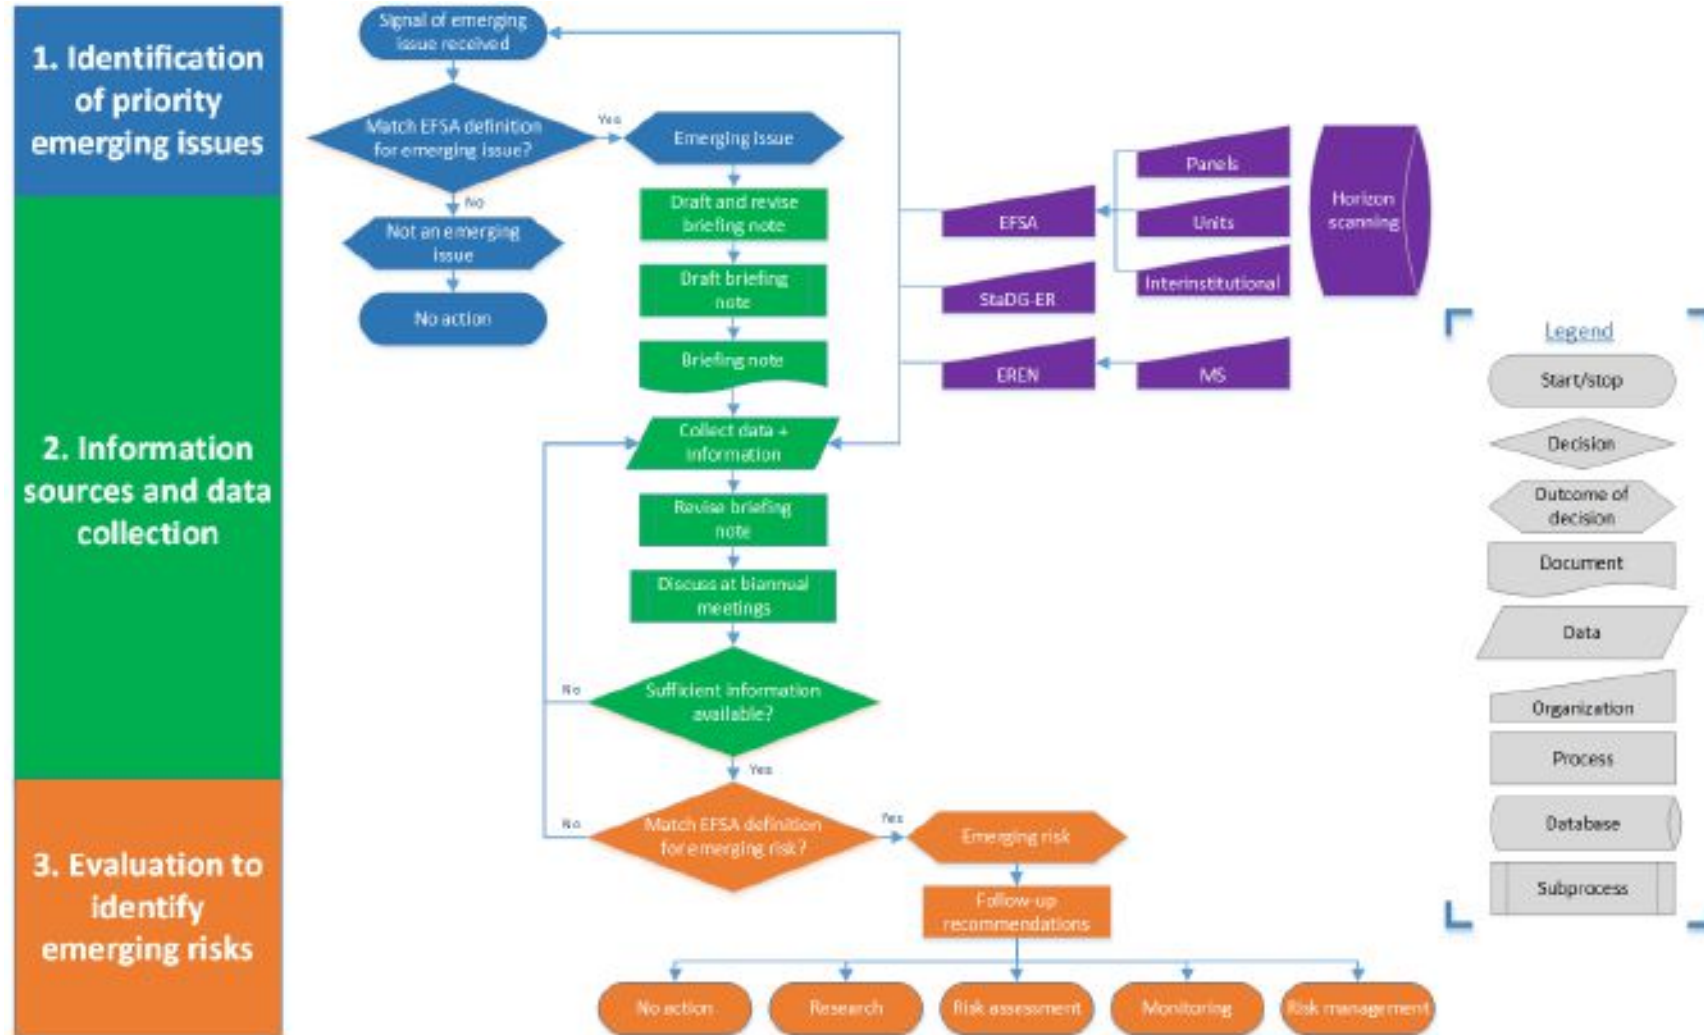 1. Identification
of priority
emerging issues
2. Information
sources and data
collection
3. Evaluation to
identify
emerging risks
Signal of emerging
issue received
Match EFSA definition
for emerging issue?
Yes
No
Emerging issue
Not an emerging
issue
No action
Draft and revise
briefing note
Draft briefing
note
Briefing note
Collect data +
information
Revise briefing
note
Discuss at biannual
meetings
Sufficient information
available?
No
Yes
Match EFSA definition
for emerging risk?
No
Yes
Emerging risk
Follow-up
recommendations
No action
Research
Risk assessment
Monitoring
Risk management
EFSA
StaDG-ER
EREN
Panels
Units
Interinstitutional
MS
Horizon
scanning
Legend
Start/stop
Decision
Outcome of
decision
Document
Data
Organization
Process
Database
Subprocess